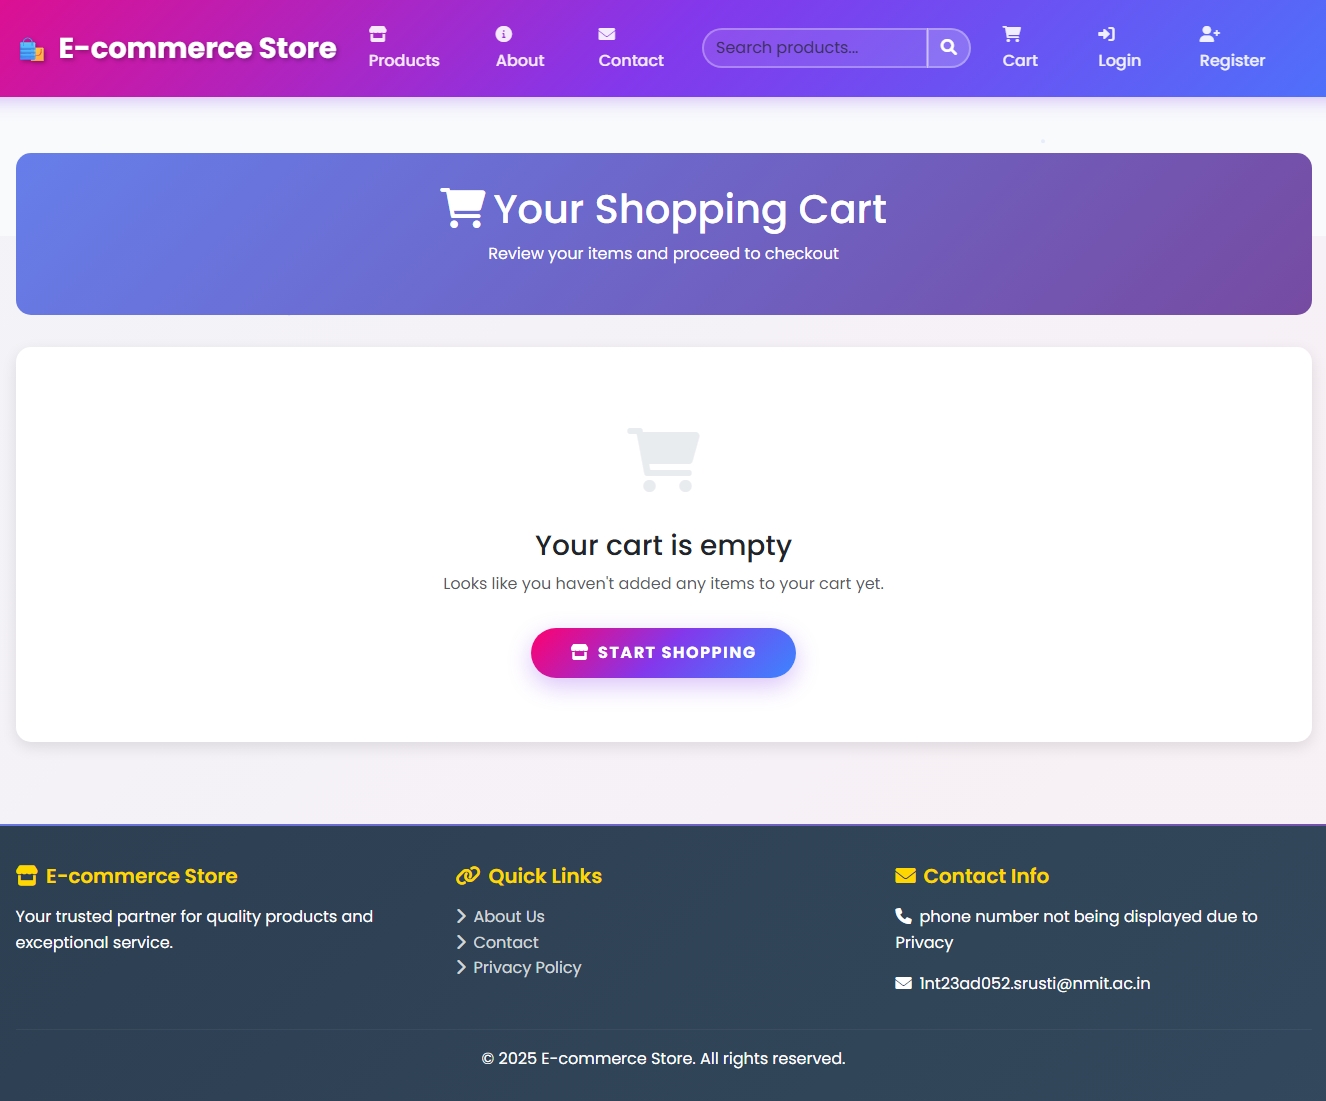 E-commerce Store
Products
About
Contact
Search products...
Cart
Login
Register
Your Shopping Cart
Review your items and proceed to checkout
Your cart is empty
Looks like you haven't added any items to your cart yet.
START SHOPPING
E-commerce Store
Your trusted partner for quality products and
exceptional service.
Quick Links
About Us
Contact
Privacy Policy
Contact Info
phone number not being displayed due to
Privacy
1nt23ad052.srusti@nmit.ac.in
© 2025 E-commerce Store. All rights reserved.